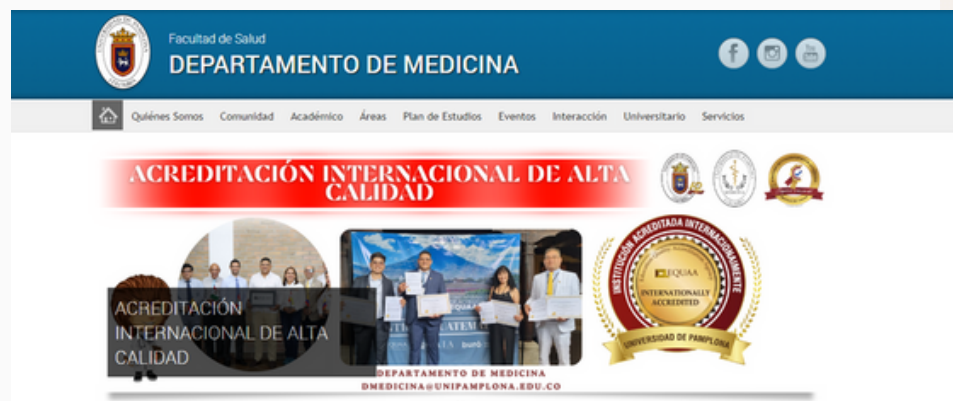 Facultad de Salud
DEPARTAMENTO DE MEDICINA
Quiénes Somos Comunidad Académico Áreas Plan de Estudios Eventos Interacción Universitario Servicios
ACREDITACIÓN INTERNACIONAL DE ALTA
CALIDAD
ACREDITACIÓN
INTERNACIONAL DE ALTA
CALIDAD
INSTITUCIÓN ACREDITADA INTERNACIONALMENTE
EQUAA
INTERNATIONALLY
ACCREDITED
UNIVERSIDAD DE PAMPLONA
DEPARTAMENTO DE MEDICINA
DMEDICINA@UNIPAMPLONA.EDU.CO